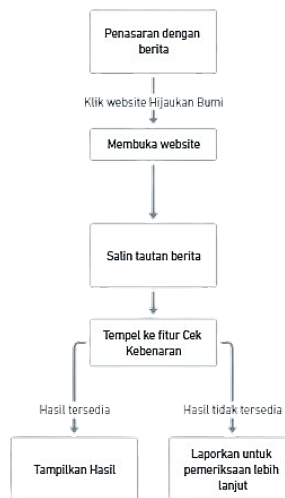 Penasaran dengan
berita
Klik website Hijaukan Bumi
Membuka website
Salin tautan berita
Tempel ke fitur Cek
Kebenaran
Hasil tersedia
Hasil tidak tersedia
Tampilkan Hasil
Laporkan untuk
pemeriksaan lebih
lanjut